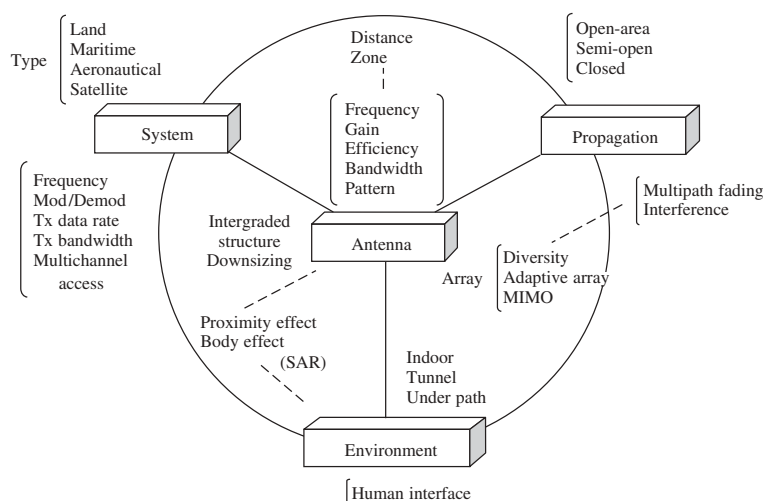 Type
Land
Maritime
Aeronautical
Satellite
Distance
Zone
Open-area
Semi-open
Closed
System
Frequency
Gain
Efficiency
Bandwidth
Pattern
Propagation
Frequency
Mod/Demod
Tx data rate
Tx bandwidth
Multichannel
access
Intergraded
structure
Downsizing
Antenna
Multipath fading
Interference
Array
Diversity
Adaptive array
MIMO
Proximity effect
Body effect
(SAR)
Indoor
Tunnel
Under path
Environment
Human interface